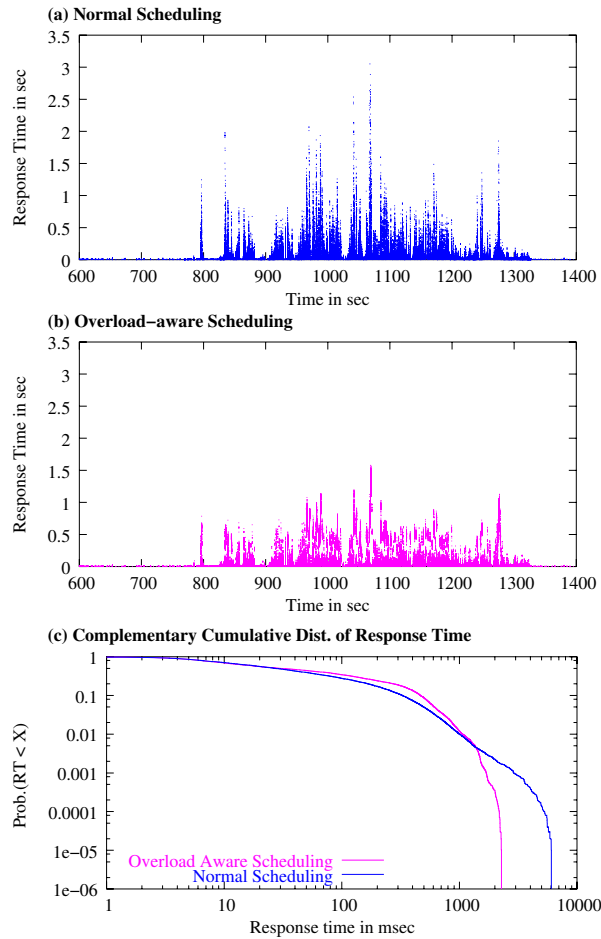 (a) Normal Scheduling
Response Time in sec
3.5
3
2.5
2
1.5
1
0.5
0
600 700 800 900 1000 1100 1200 1300 1400
Time in sec
(b) Overload−aware Scheduling
Response Time in sec
3.5
3
2.5
2
1.5
1
0.5
0
600 700 800 900 1000 1100 1200 1300 1400
Time in sec
(c) Complementary Cumulative Dist. of Response Time
Prob.(RT < X)
1
0.1
0.01
0.001
0.0001
1e−05
1e−06
Overload Aware Scheduling
Normal Scheduling
1 10 100 1000 10000
Response time in msec